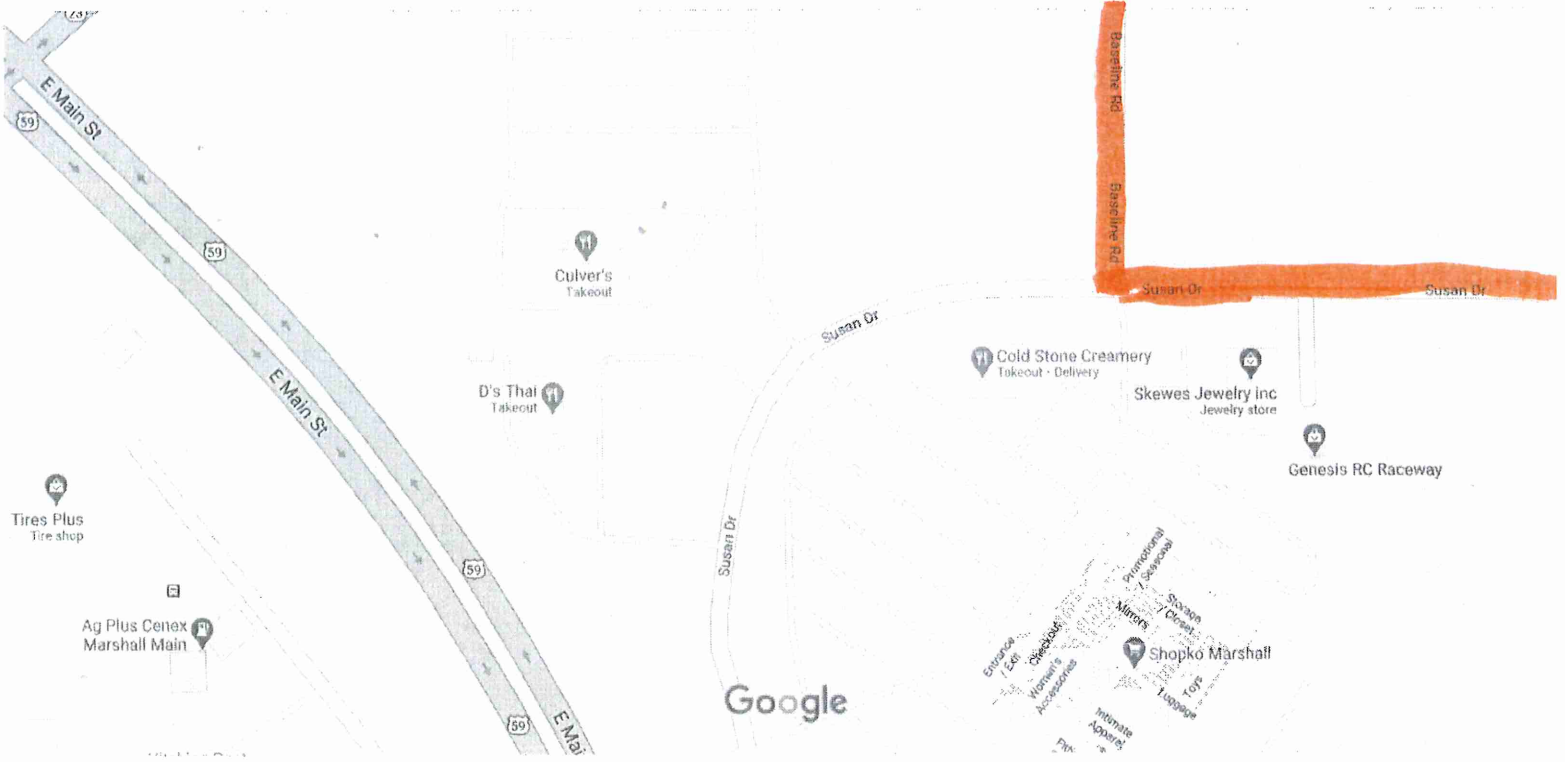 23
E Main St
59
59
Baseline Rd
Baseline Rd
Culver's
Takeout
Susan Dr
Susan Dr
Susan Dr
Cold Stone Creamery
Takeout · Delivery
Skewes Jewelry inc
Jewelry store
E Main St
D's Thai
Takeout
Genesis RC Raceway
Tires Plus
Tire shop
Susan Dr
59
Ag Plus Cenex
Marshall Main
Promotional
/ Seasonal
Storage
/ Closet
Mirrors
Checkout
Entrance
/ Exit
Women's
Accessories
Shopko Marshall
Toys
Luggage
Intimate
Apparel
Google
59
E Mai